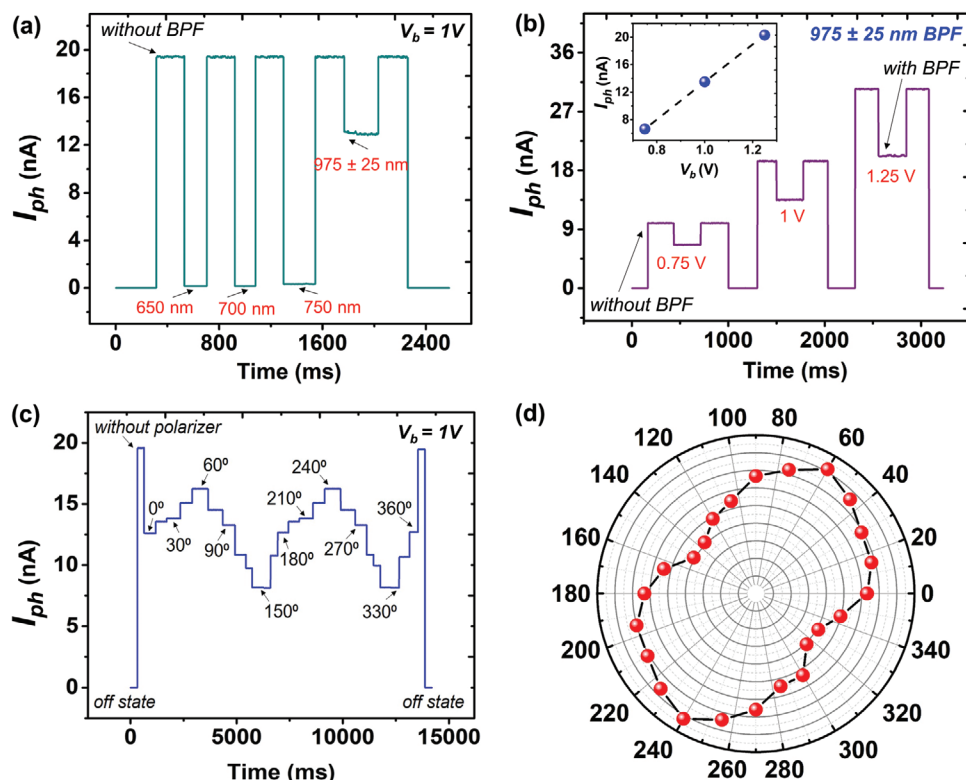 (a)
without BPF
V_b = 1V
20
16
12
8
4
0
I_ph (nA)
975 ± 25 nm
650 nm
700 nm
750 nm
0
800
1600
2400
Time (ms)
(b)
975 ± 25 nm BPF
36
27
18
9
0
I_ph (nA)
20
16
12
8
I_ph (nA)
0.8
1.0
1.2
V_b (V)
with BPF
1.25 V
1 V
0.75 V
without BPF
0
1000
2000
3000
Time (ms)
(c)
without polarizer
V_b = 1V
20
15
10
5
0
I_ph (nA)
0º
30º
60º
90º
150º
180º
210º
240º
270º
330º
360º
off state
off state
0
5000
10000
15000
Time (ms)
(d)
100
80
120
60
140
40
160
20
180
0
200
340
220
320
240
300
260
280